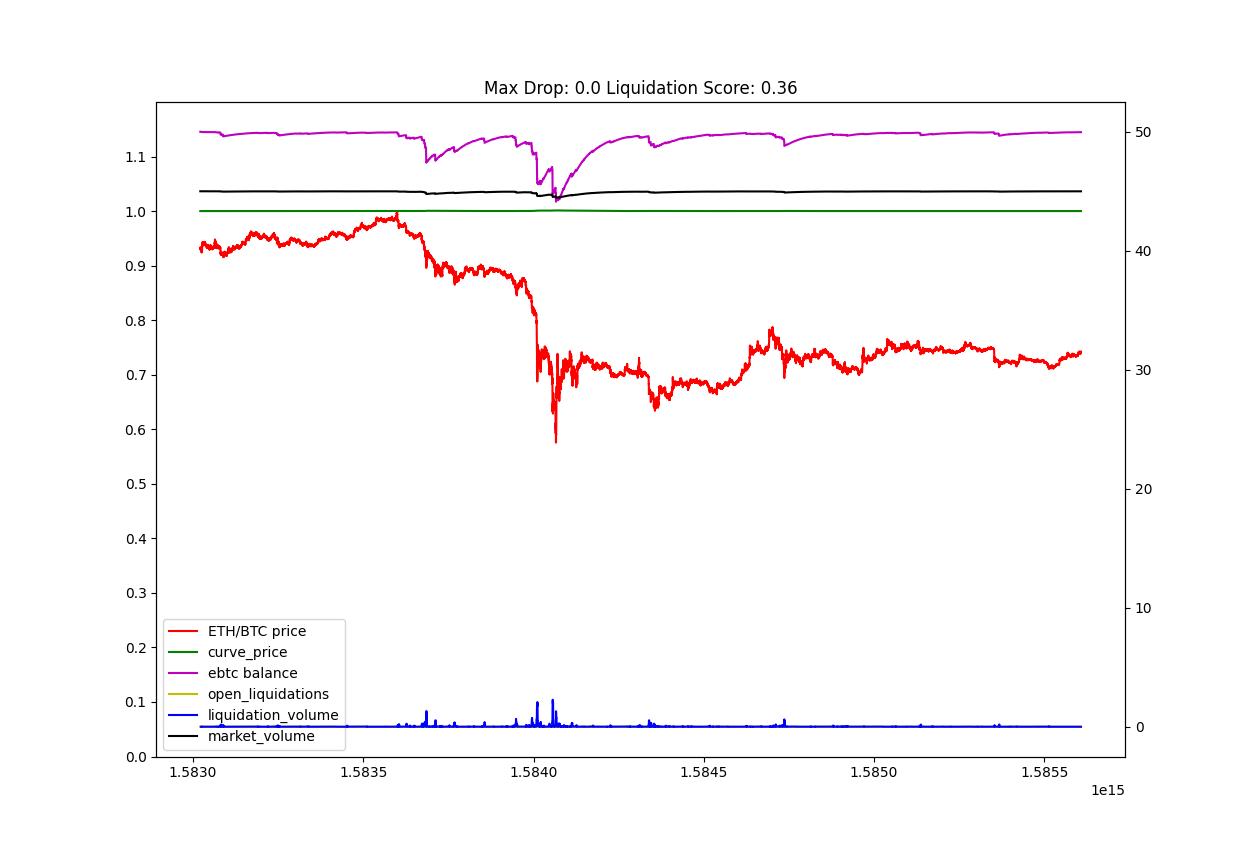 Max Drop: 0.0 Liquidation Score: 0.36
1.1
1.0
0.9
0.8
0.7
0.6
0.5
0.4
0.3
0.2
0.1
0.0
50
40
30
20
10
0
ETH/BTC price
curve_price
ebtc balance
open_liquidations
liquidation_volume
market_volume
1.5830 1.5835 1.5840 1.5845 1.5850 1.5855
1e15